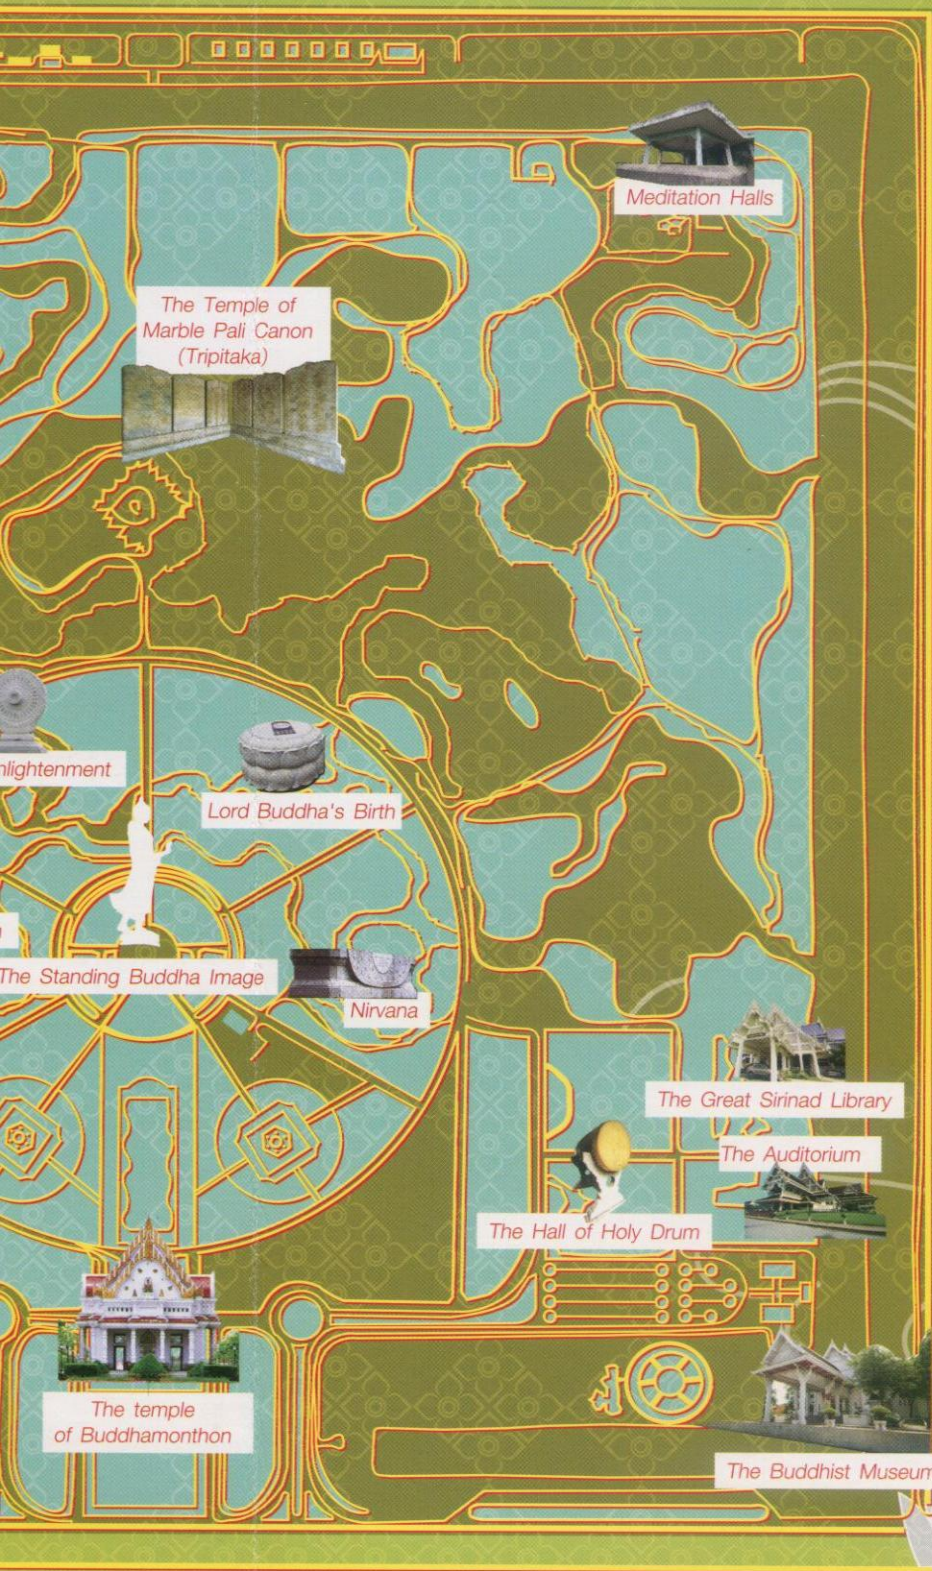 Meditation Halls
The Temple of
Marble Pali Canon
(Tripitaka)
nlightenment
Lord Buddha's Birth
The Standing Buddha Image
Nirvana
The Great Sirinad Library
The Auditorium
The Hall of Holy Drum
The temple
of Buddhamonthon
The Buddhist Museum